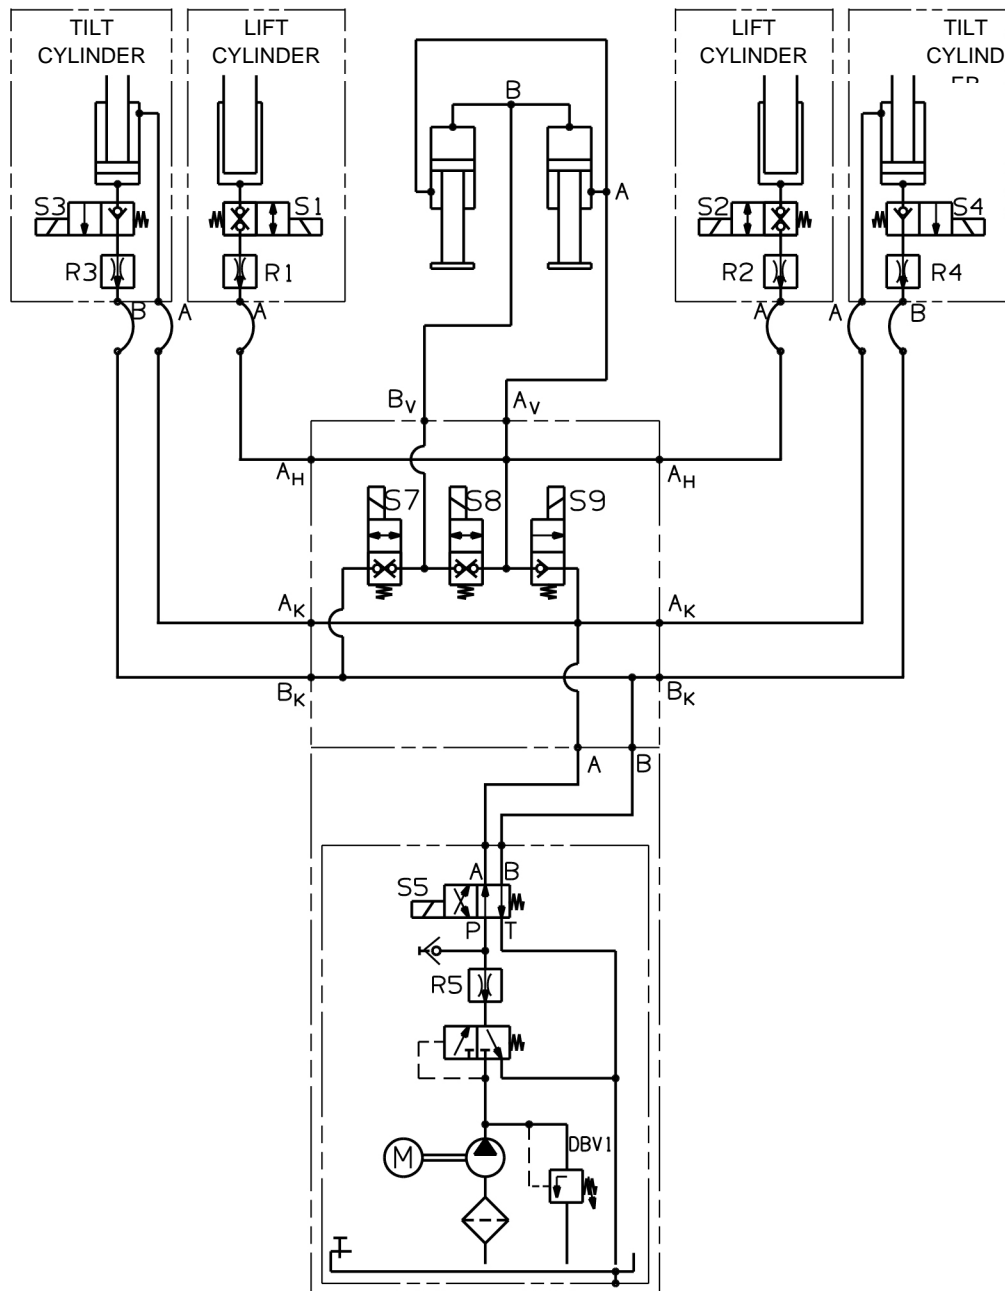 TILT
CYLINDER
LIFT
CYLINDER
LIFT
CYLINDER
TILT
CYLIND
B
A
S3
S1
S2
S4
R3
R1
R2
R4
B
A
A
A
A
B
BV
AV
AH
AH
S7
S8
S9
AK
AK
BK
BK
A
B
A
B
S5
P
T
R5
DBV1
M